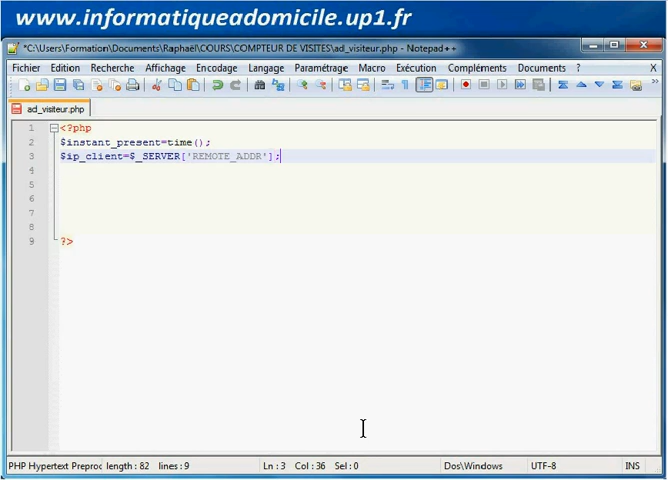 www.informatiqueadomicile.up1.fr
*C:\Users\Formation\Documents\Raphaël\COURS\COMPTEUR DE VISITES\ad_visiteur.php - Notepad++
Fichier Edition Recherche Affichage Encodage Langage Paramétrage Macro Exécution Compléments Documents ? X
ad_visiteur.php
1 <?php
2 $instant_present=time();
3 $ip_client=$_SERVER['REMOTE_ADDR'];
4
5
6
7
8
9 ?>
PHP Hypertext Preproc length : 82 lines : 9 Ln : 3 Col : 36 Sel : 0 Dos\Windows UTF-8 INS